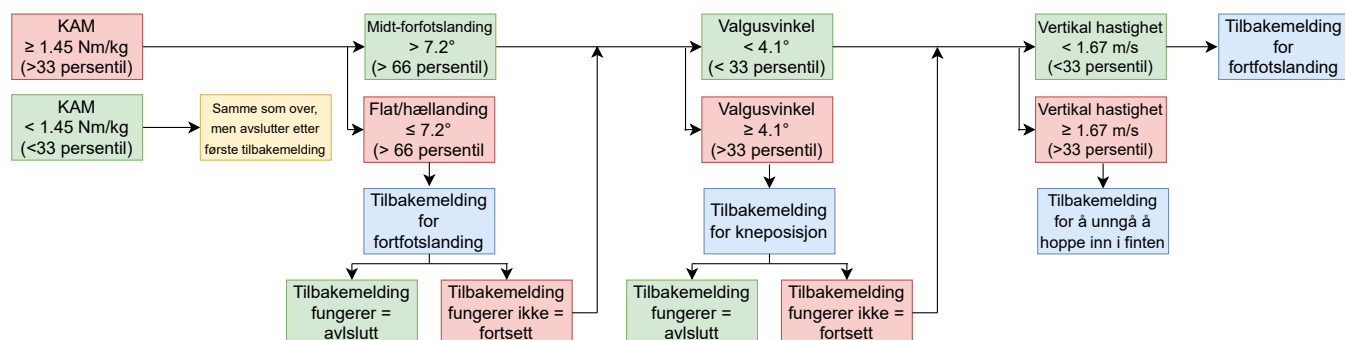 KAM
≥ 1.45 Nm/kg
(>33 persentil)
Midt-forfotslanding
> 7.2°
(> 66 persentil)
Valgusvinkel
< 4.1°
(< 33 persentil)
Vertikal hastighet
< 1.67 m/s
(<33 persentil)
Tilbakemelding
for
fortfotslanding
KAM
< 1.45 Nm/kg
(<33 persentil)
Samme som over,
men avslutter etter
første tilbakemelding
Flat/hællanding
≤ 7.2°
(> 66 persentil
Valgusvinkel
≥ 4.1°
(>33 persentil)
Vertikal hastighet
≥ 1.67 m/s
(>33 persentil)
Tilbakemelding
for
fortfotslanding
Tilbakemelding
for kneposisjon
Tilbakemelding
for å unngå å
hoppe inn i finten
Tilbakemelding
fungerer =
avlslutt
Tilbakemelding
fungerer ikke =
fortsett
Tilbakemelding
fungerer =
avlslutt
Tilbakemelding
fungerer ikke =
fortsett